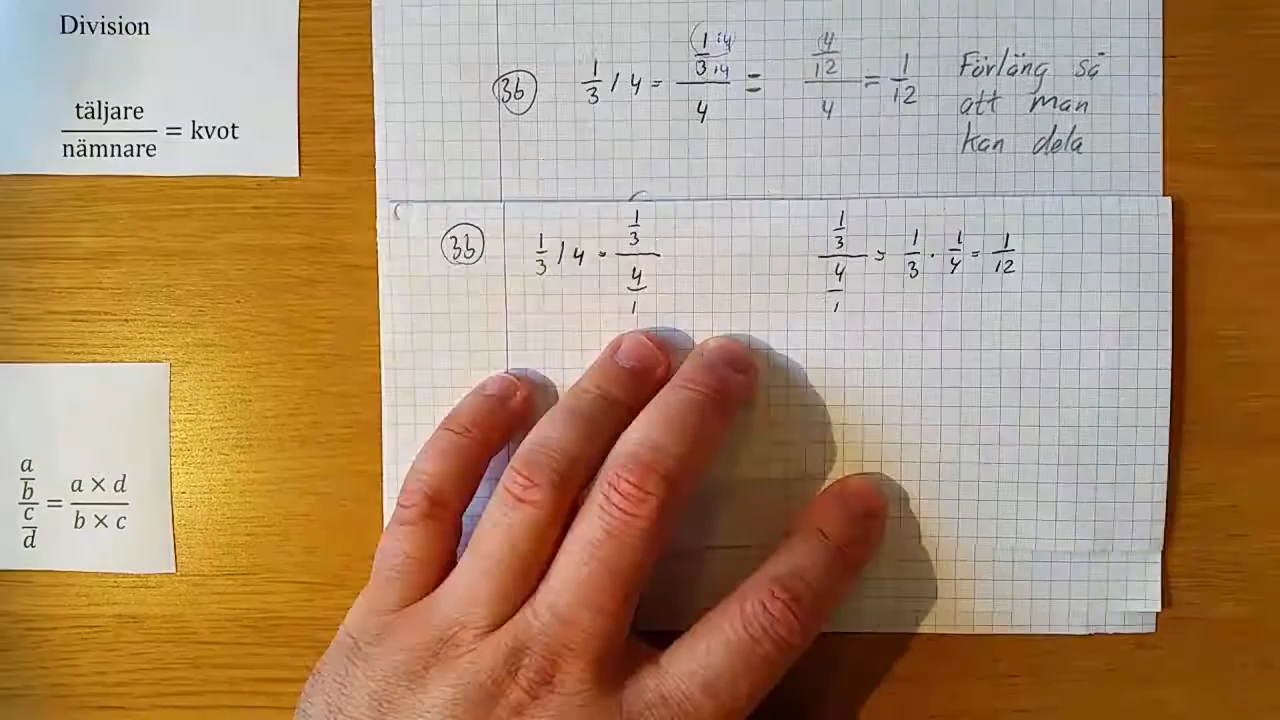 Division
täljare / nämnare = kvot
(3b) 1/3 / 4 = (1·4 / 3·4) / 4 = (4/12) / 4 = 1/12
Förläng så
att man
kan dela
(3b) 1/3 / 4 = (1/3) / (4/1)
(1/3) / (4/1) = 1/3 · 1/4 = 1/12
(a/b) / (c/d) = (a × d) / (b × c)